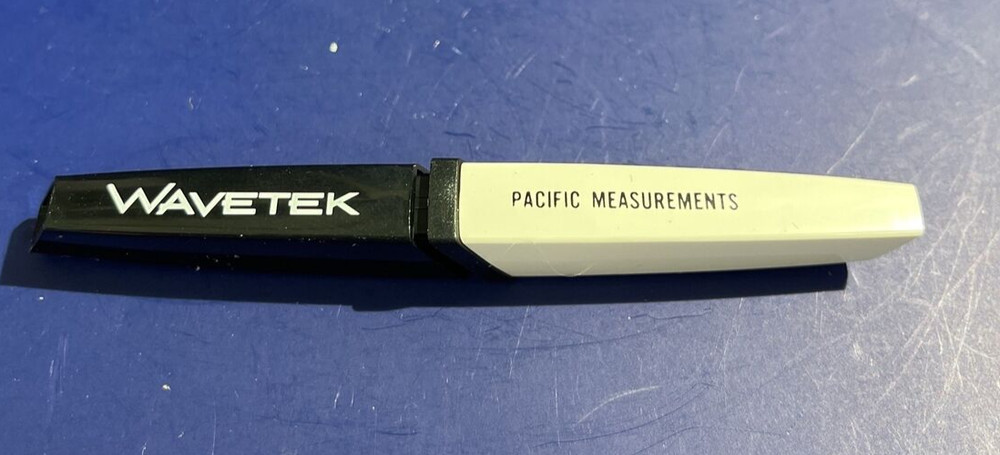 WAVETEK
PACIFIC MEASUREMENTS